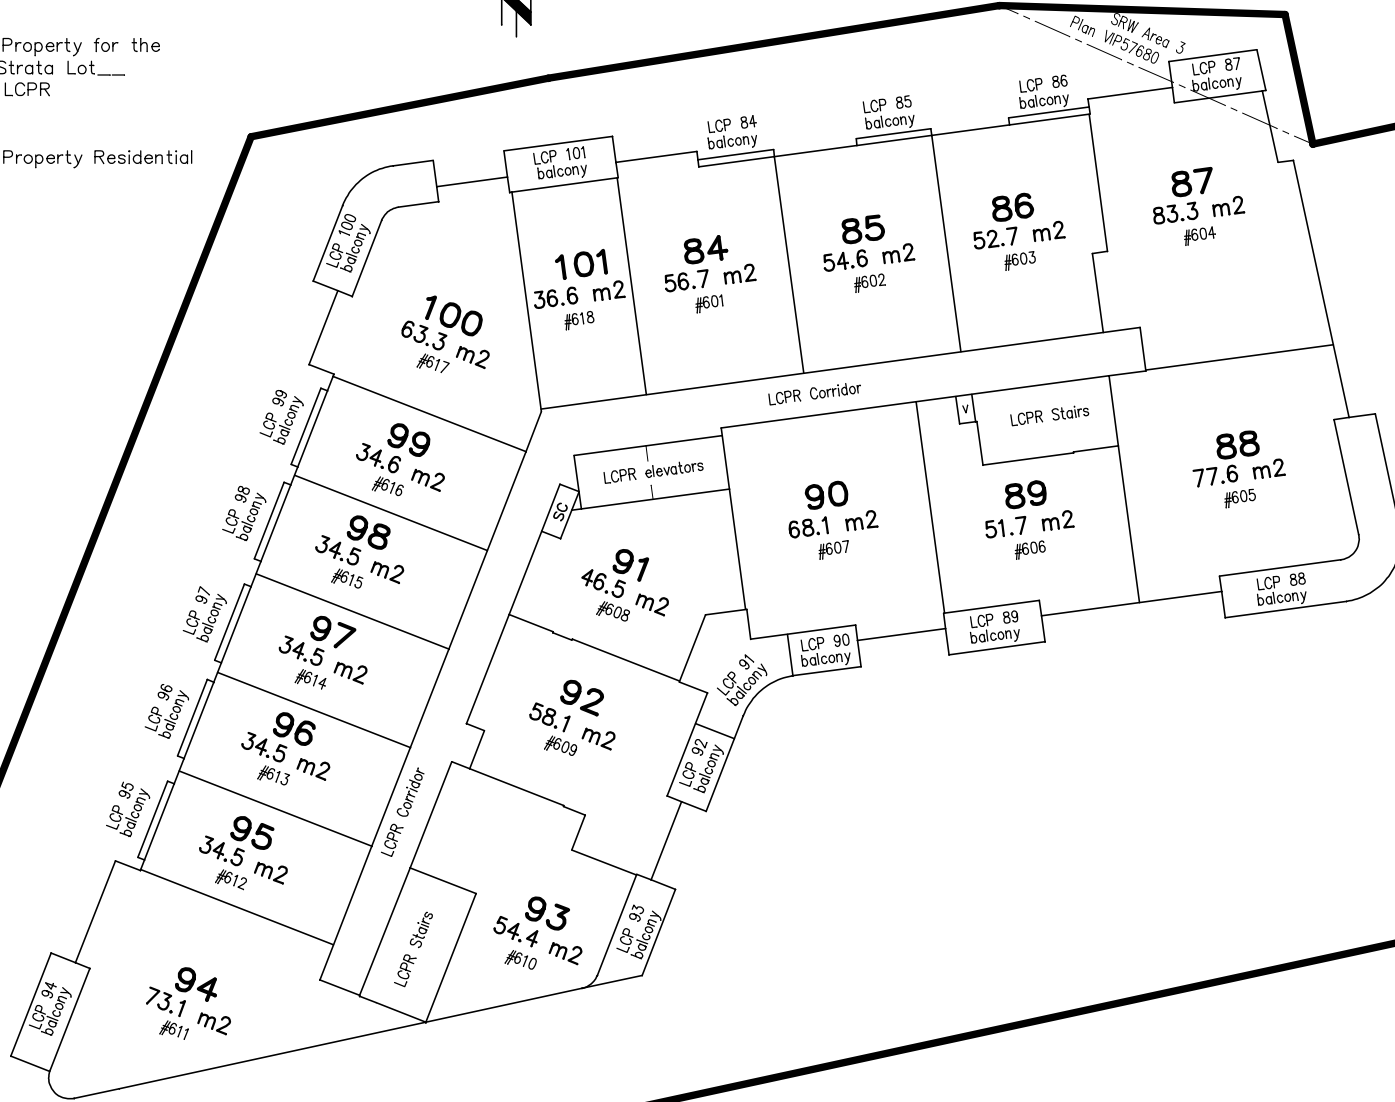 Property for the
Strata Lot__
LCPR
Property Residential
SRW Area 3
Plan VIP57680
LCP 87
balcony
LCP 86
balcony
LCP 85
balcony
LCP 84
balcony
LCP 101
balcony
LCP 100
balcony
87
83.3 m2
#604
86
52.7 m2
#603
85
54.6 m2
#602
84
56.7 m2
#601
101
36.6 m2
#618
100
63.3 m2
#617
LCPR Corridor
V
LCPR Stairs
LCPR elevators
SC
LCP 99
balcony
99
34.6 m2
#616
88
77.6 m2
#605
89
51.7 m2
#606
90
68.1 m2
#607
91
46.5 m2
#608
LCP 98
balcony
98
34.5 m2
#615
LCP 88
balcony
LCP 89
balcony
LCP 90
balcony
LCP 91
balcony
LCP 97
balcony
97
34.5 m2
#614
92
58.1 m2
#609
LCP 92
balcony
LCP 96
balcony
96
34.5 m2
#613
LCPR Corridor
LCP 95
balcony
95
34.5 m2
#612
LCPR Stairs
93
54.4 m2
#610
LCP 93
balcony
LCP 94
balcony
94
73.1 m2
#611